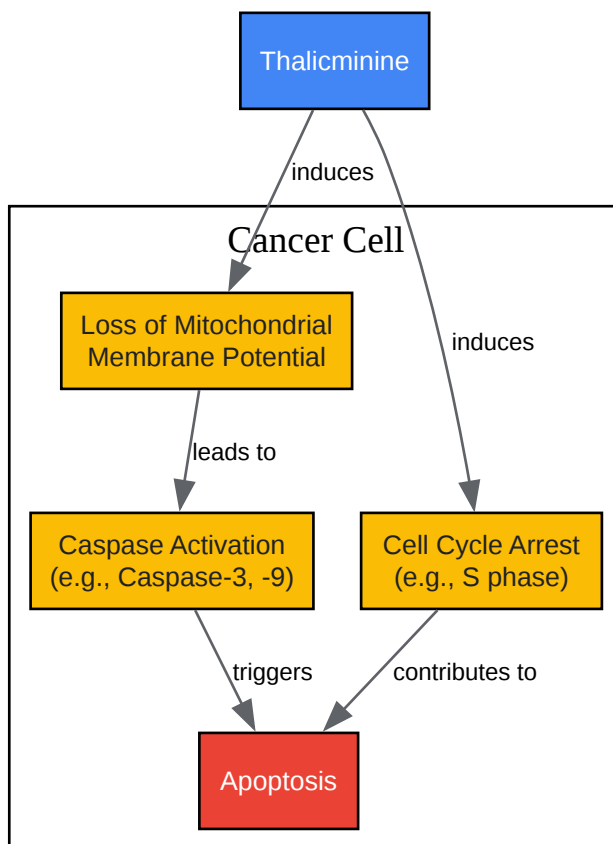 Thalicminine
induces
Cancer Cell
Loss of Mitochondrial
Membrane Potential
induces
leads to
Caspase Activation
(e.g., Caspase-3, -9)
Cell Cycle Arrest
(e.g., S phase)
triggers
contributes to
Apoptosis